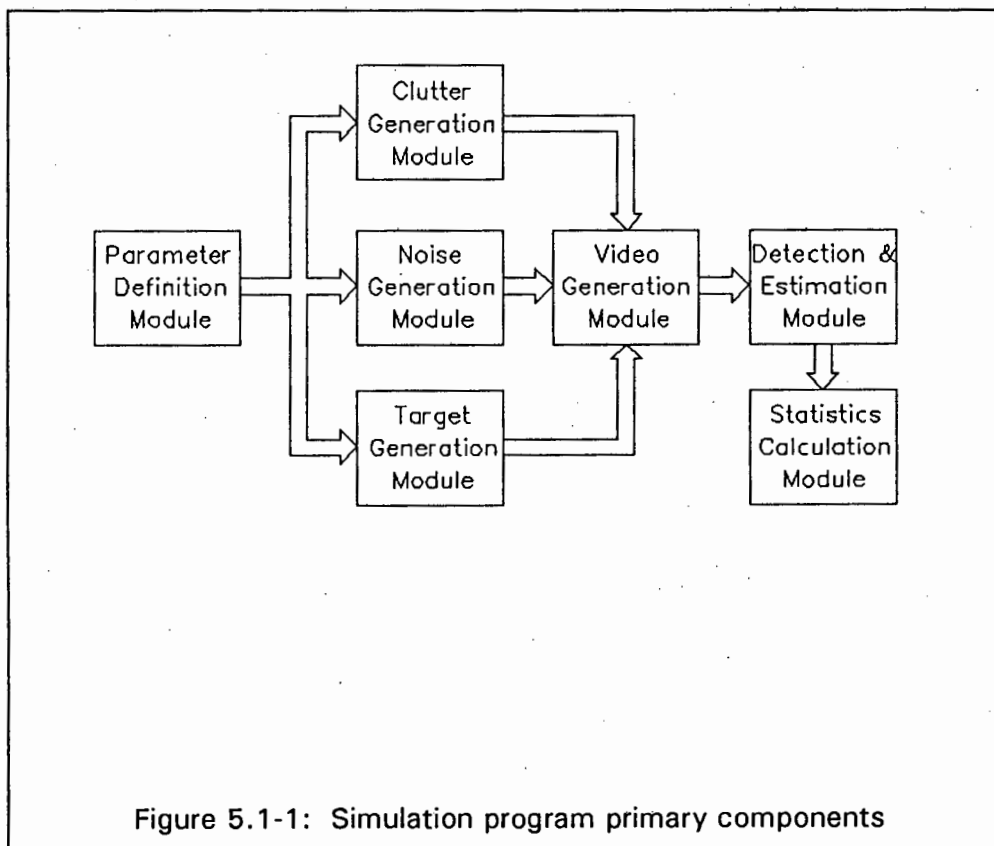 Clutter
Generation
Module
Parameter
Definition
Module
Noise
Generation
Module
Video
Generation
Module
Detection &
Estimation
Module
Target
Generation
Module
Statistics
Calculation
Module
Figure 5.1-1: Simulation program primary components